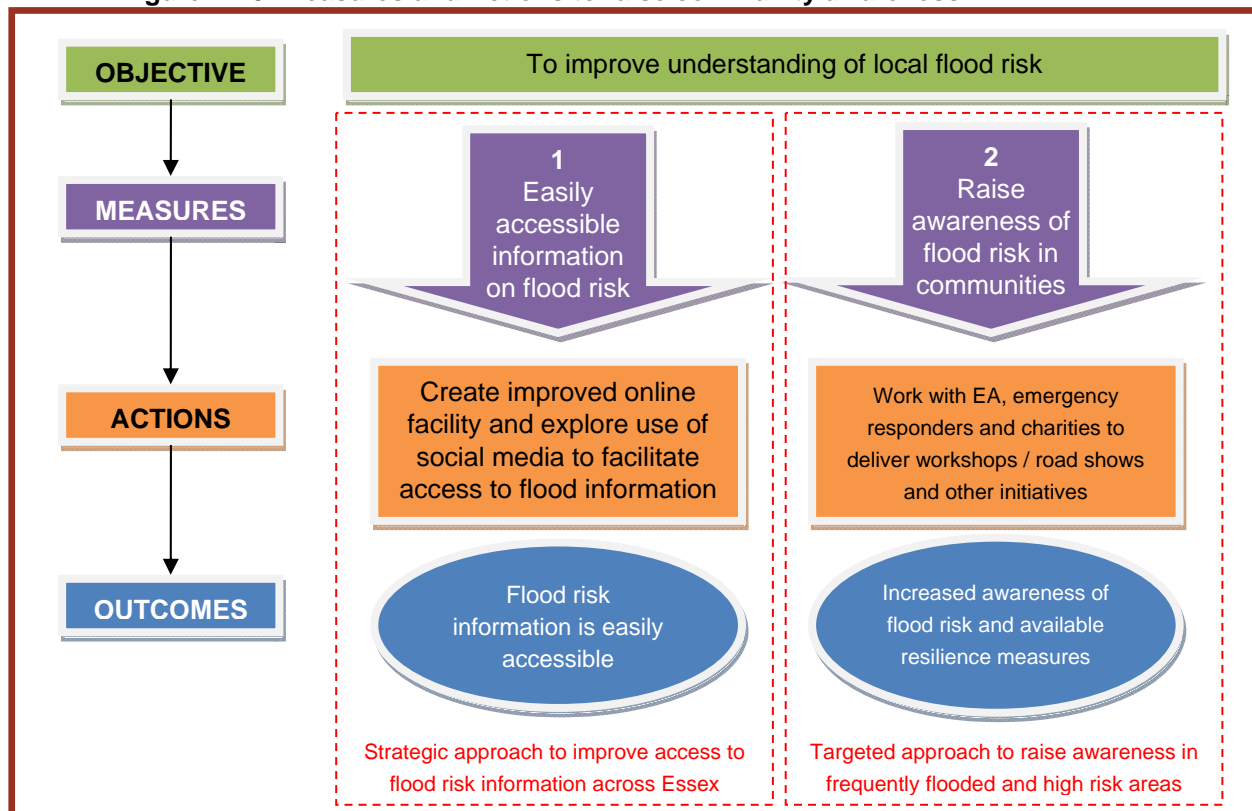 OBJECTIVE
To improve understanding of local flood risk
MEASURES
1
Easily
accessible
information
on flood risk
2
Raise
awareness of
flood risk in
communities
ACTIONS
Create improved online
facility and explore use of
social media to facilitate
access to flood information
Work with EA, emergency
responders and charities to
deliver workshops / road shows
and other initiatives
OUTCOMES
Flood risk
information is easily
accessible
Increased awareness of
flood risk and available
resilience measures
Strategic approach to improve access to
flood risk information across Essex
Targeted approach to raise awareness in
frequently flooded and high risk areas